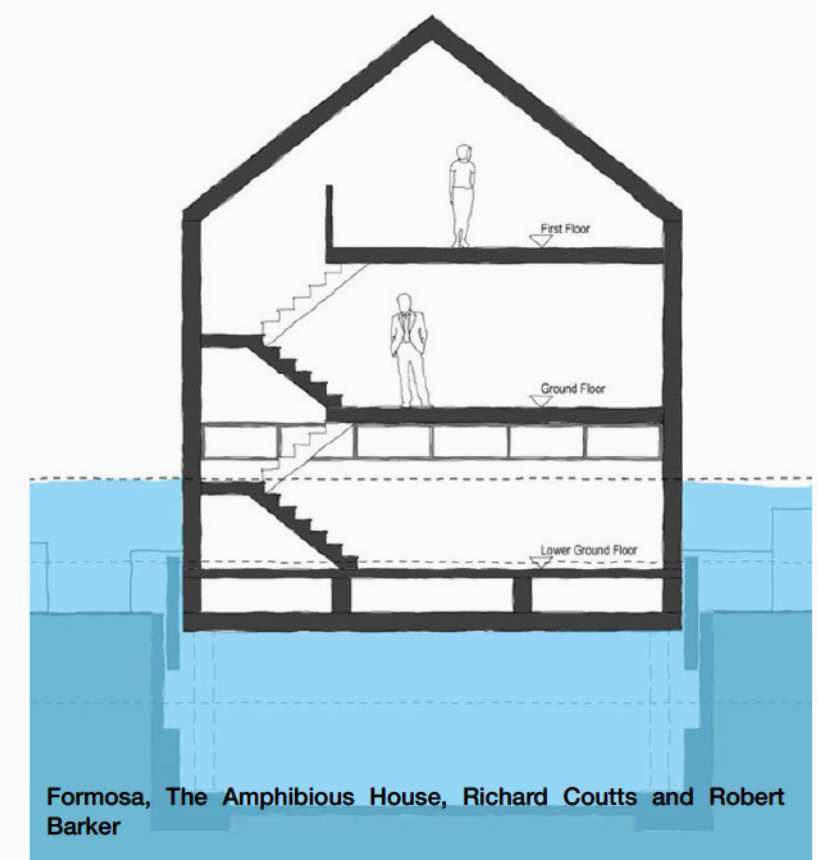 First Floor
Ground Floor
Lower Ground Floor
Formosa, The Amphibious House, Richard Coutts and Robert
Barker